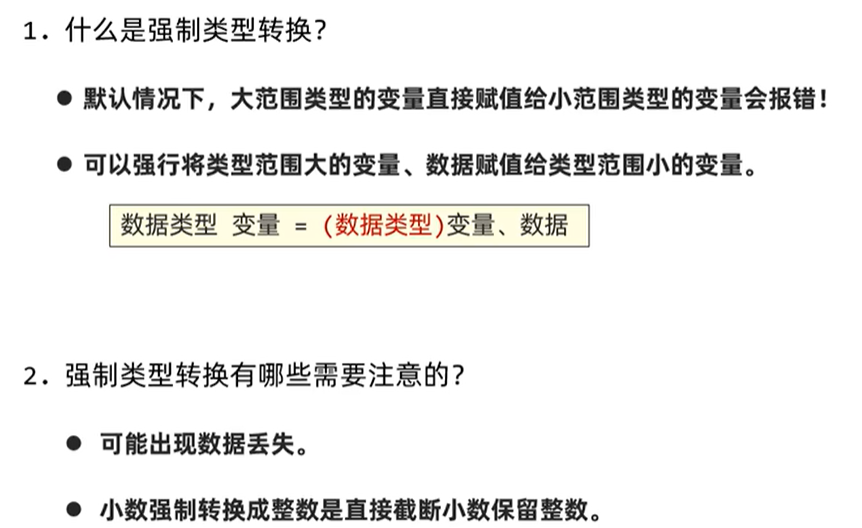 1. 什么是强制类型转换？
● 默认情况下，大范围类型的变量直接赋值给小范围类型的变量会报错！
● 可以强行将类型范围大的变量、数据赋值给类型范围小的变量。
数据类型 变量 = (数据类型)变量、数据
2. 强制类型转换有哪些需要注意的？
● 可能出现数据丢失。
● 小数强制转换成整数是直接截断小数保留整数。